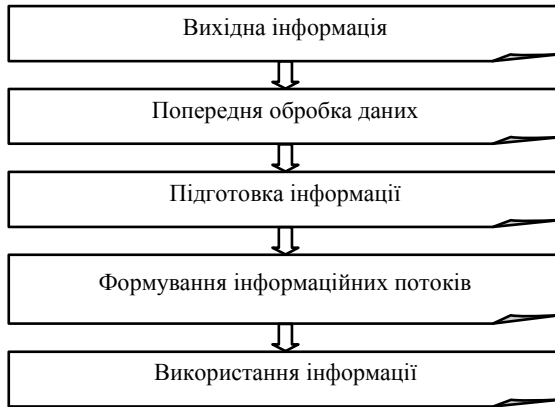 Вихідна інформація
Попередня обробка даних
Підготовка інформації
Формування інформаційних потоків
Використання інформації